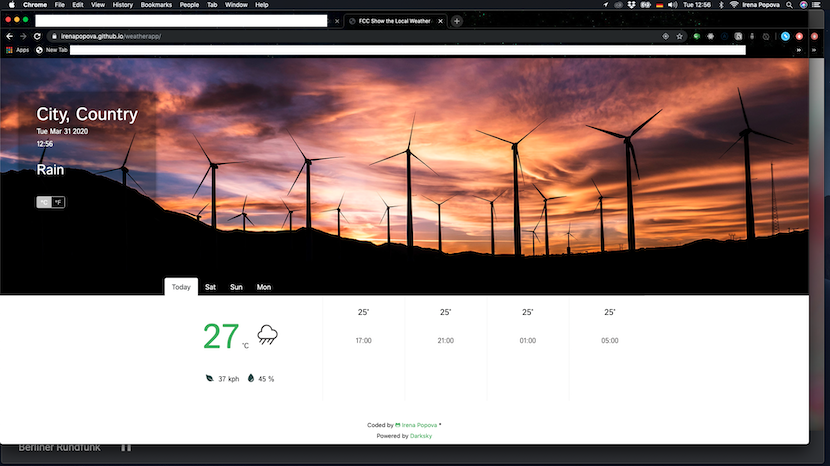 Chrome File Edit View History Bookmarks People Tab Window Help Tue 12:56 Irena Popova
FCC Show the Local Weather
irenapopova.github.io/weatherapp/
Apps New Tab
City, Country
Tue Mar 31 2020
12:56
Rain
°C °F
Today Sat Sun Mon
27 °C
37 kph 45 %
25° 25° 25° 25°
17:00 21:00 01:00 05:00
Coded by Irena Popova *
Powered by Darksky
Berliner Rundfunk